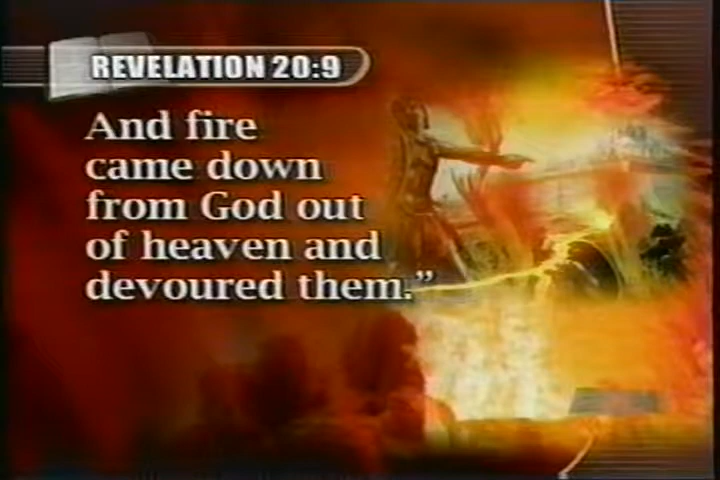 REVELATION 20:9
And fire
came down
from God out
of heaven and
devoured them.”